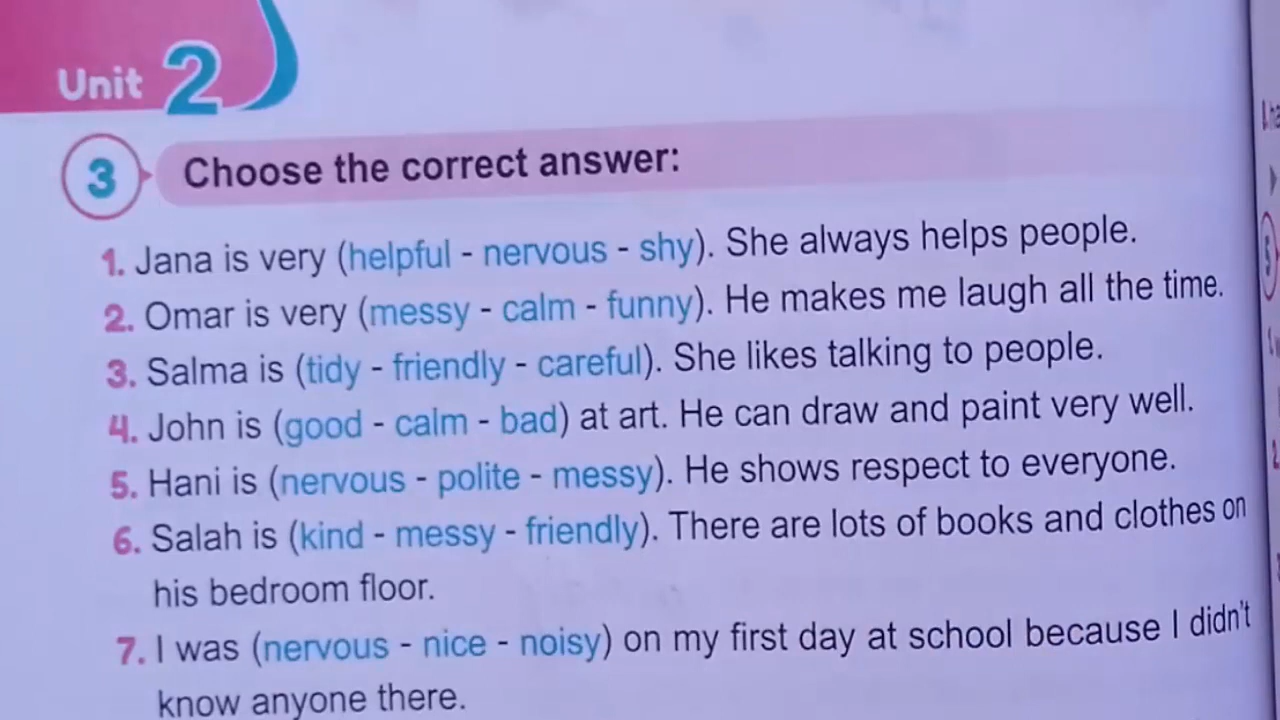 Unit 2
3 Choose the correct answer:
1. Jana is very (helpful - nervous - shy). She always helps people.
2. Omar is very (messy - calm - funny). He makes me laugh all the time.
3. Salma is (tidy - friendly - careful). She likes talking to people.
4. John is (good - calm - bad) at art. He can draw and paint very well.
5. Hani is (nervous - polite - messy). He shows respect to everyone.
6. Salah is (kind - messy - friendly). There are lots of books and clothes on
his bedroom floor.
7. I was (nervous - nice - noisy) on my first day at school because I didn't
know anyone there.